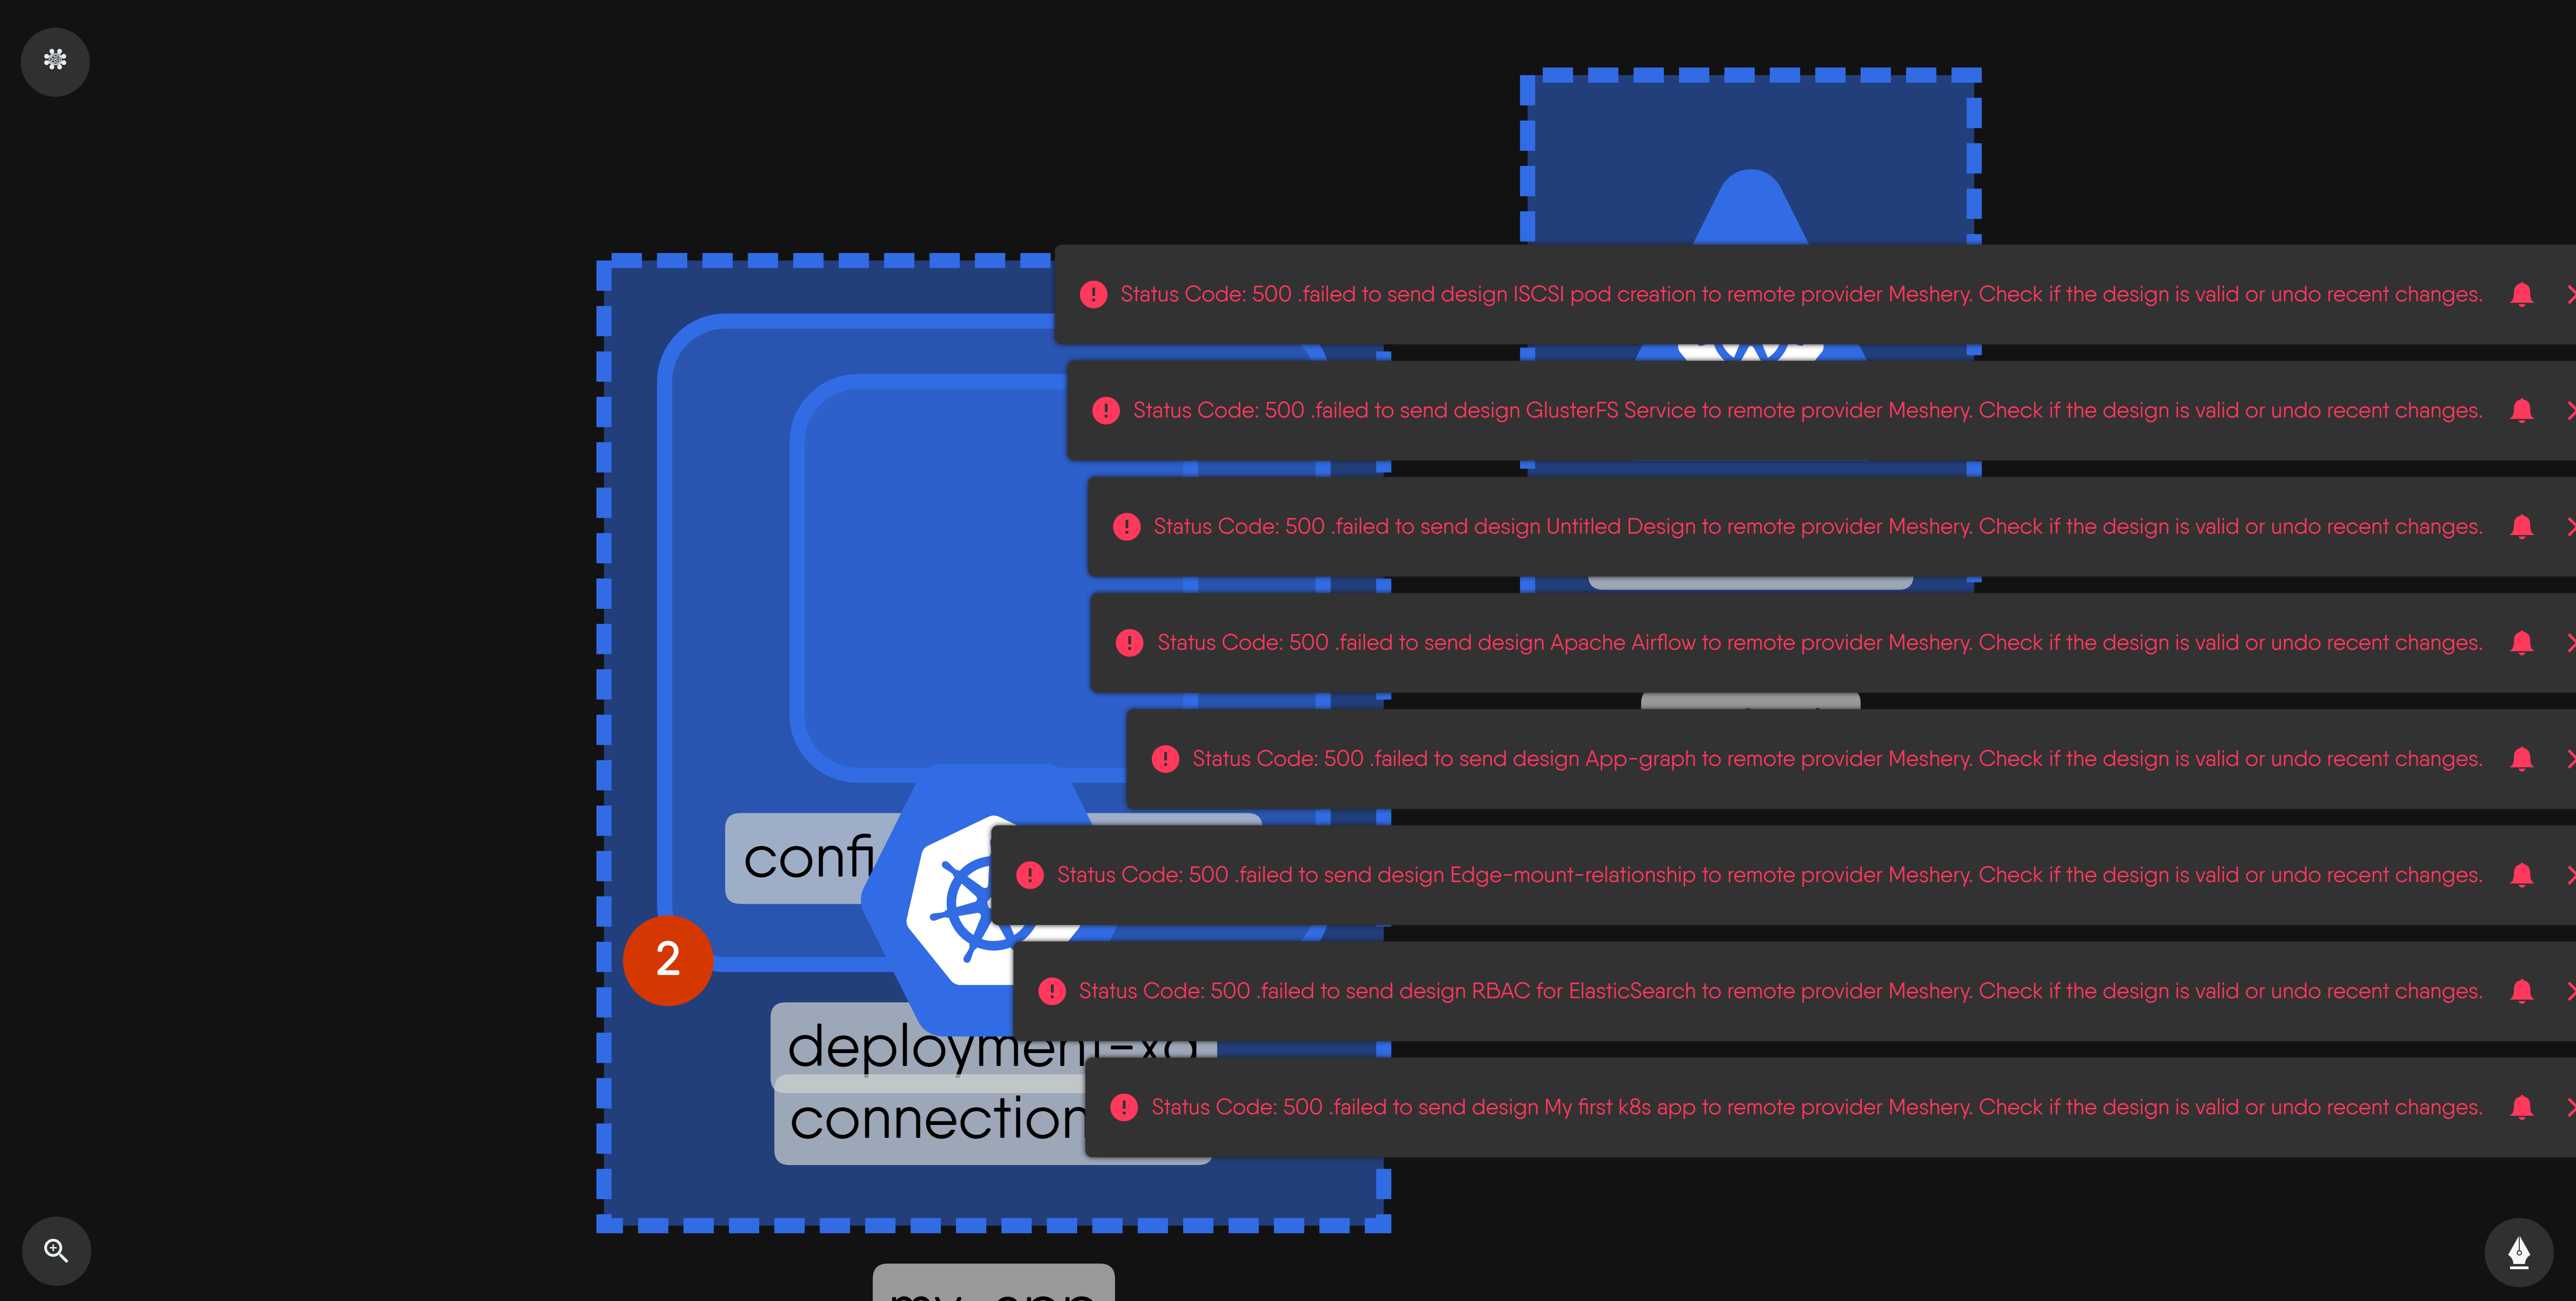 Status Code: 500 .failed to send design ISCSI pod creation to remote provider Meshery. Check if the design is valid or undo recent changes.
Status Code: 500 .failed to send design GlusterFS Service to remote provider Meshery. Check if the design is valid or undo recent changes.
Status Code: 500 .failed to send design Untitled Design to remote provider Meshery. Check if the design is valid or undo recent changes.
Status Code: 500 .failed to send design Apache Airflow to remote provider Meshery. Check if the design is valid or undo recent changes.
Status Code: 500 .failed to send design App-graph to remote provider Meshery. Check if the design is valid or undo recent changes.
confi
Status Code: 500 .failed to send design Edge-mount-relationship to remote provider Meshery. Check if the design is valid or undo recent changes.
2
Status Code: 500 .failed to send design RBAC for ElasticSearch to remote provider Meshery. Check if the design is valid or undo recent changes.
deployment-xq
connection
Status Code: 500 .failed to send design My first k8s app to remote provider Meshery. Check if the design is valid or undo recent changes.